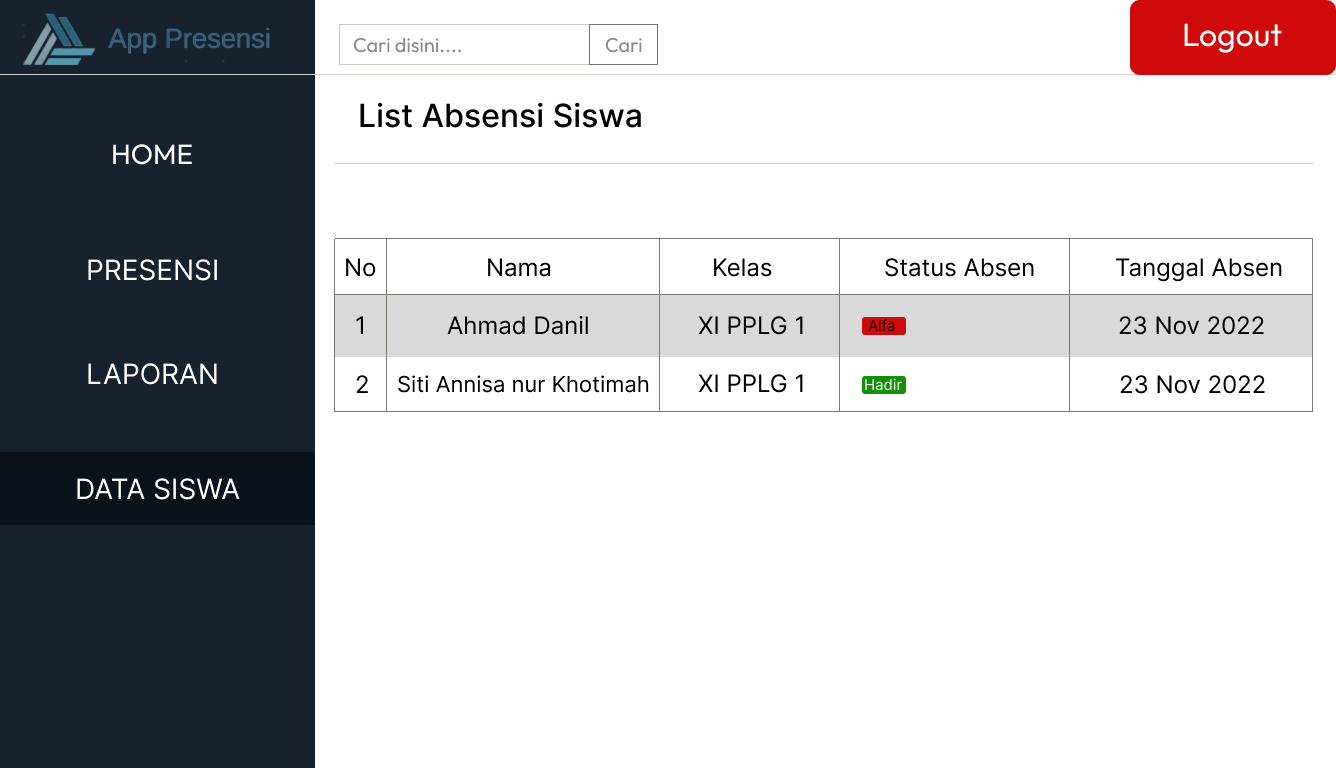 App Presensi
Cari disini....
Cari
Logout
HOME
PRESENSI
LAPORAN
DATA SISWA
List Absensi Siswa
No Nama Kelas Status Absen Tanggal Absen
1 Ahmad Danil XI PPLG 1 Alfa 23 Nov 2022
2 Siti Annisa nur Khotimah XI PPLG 1 Hadir 23 Nov 2022